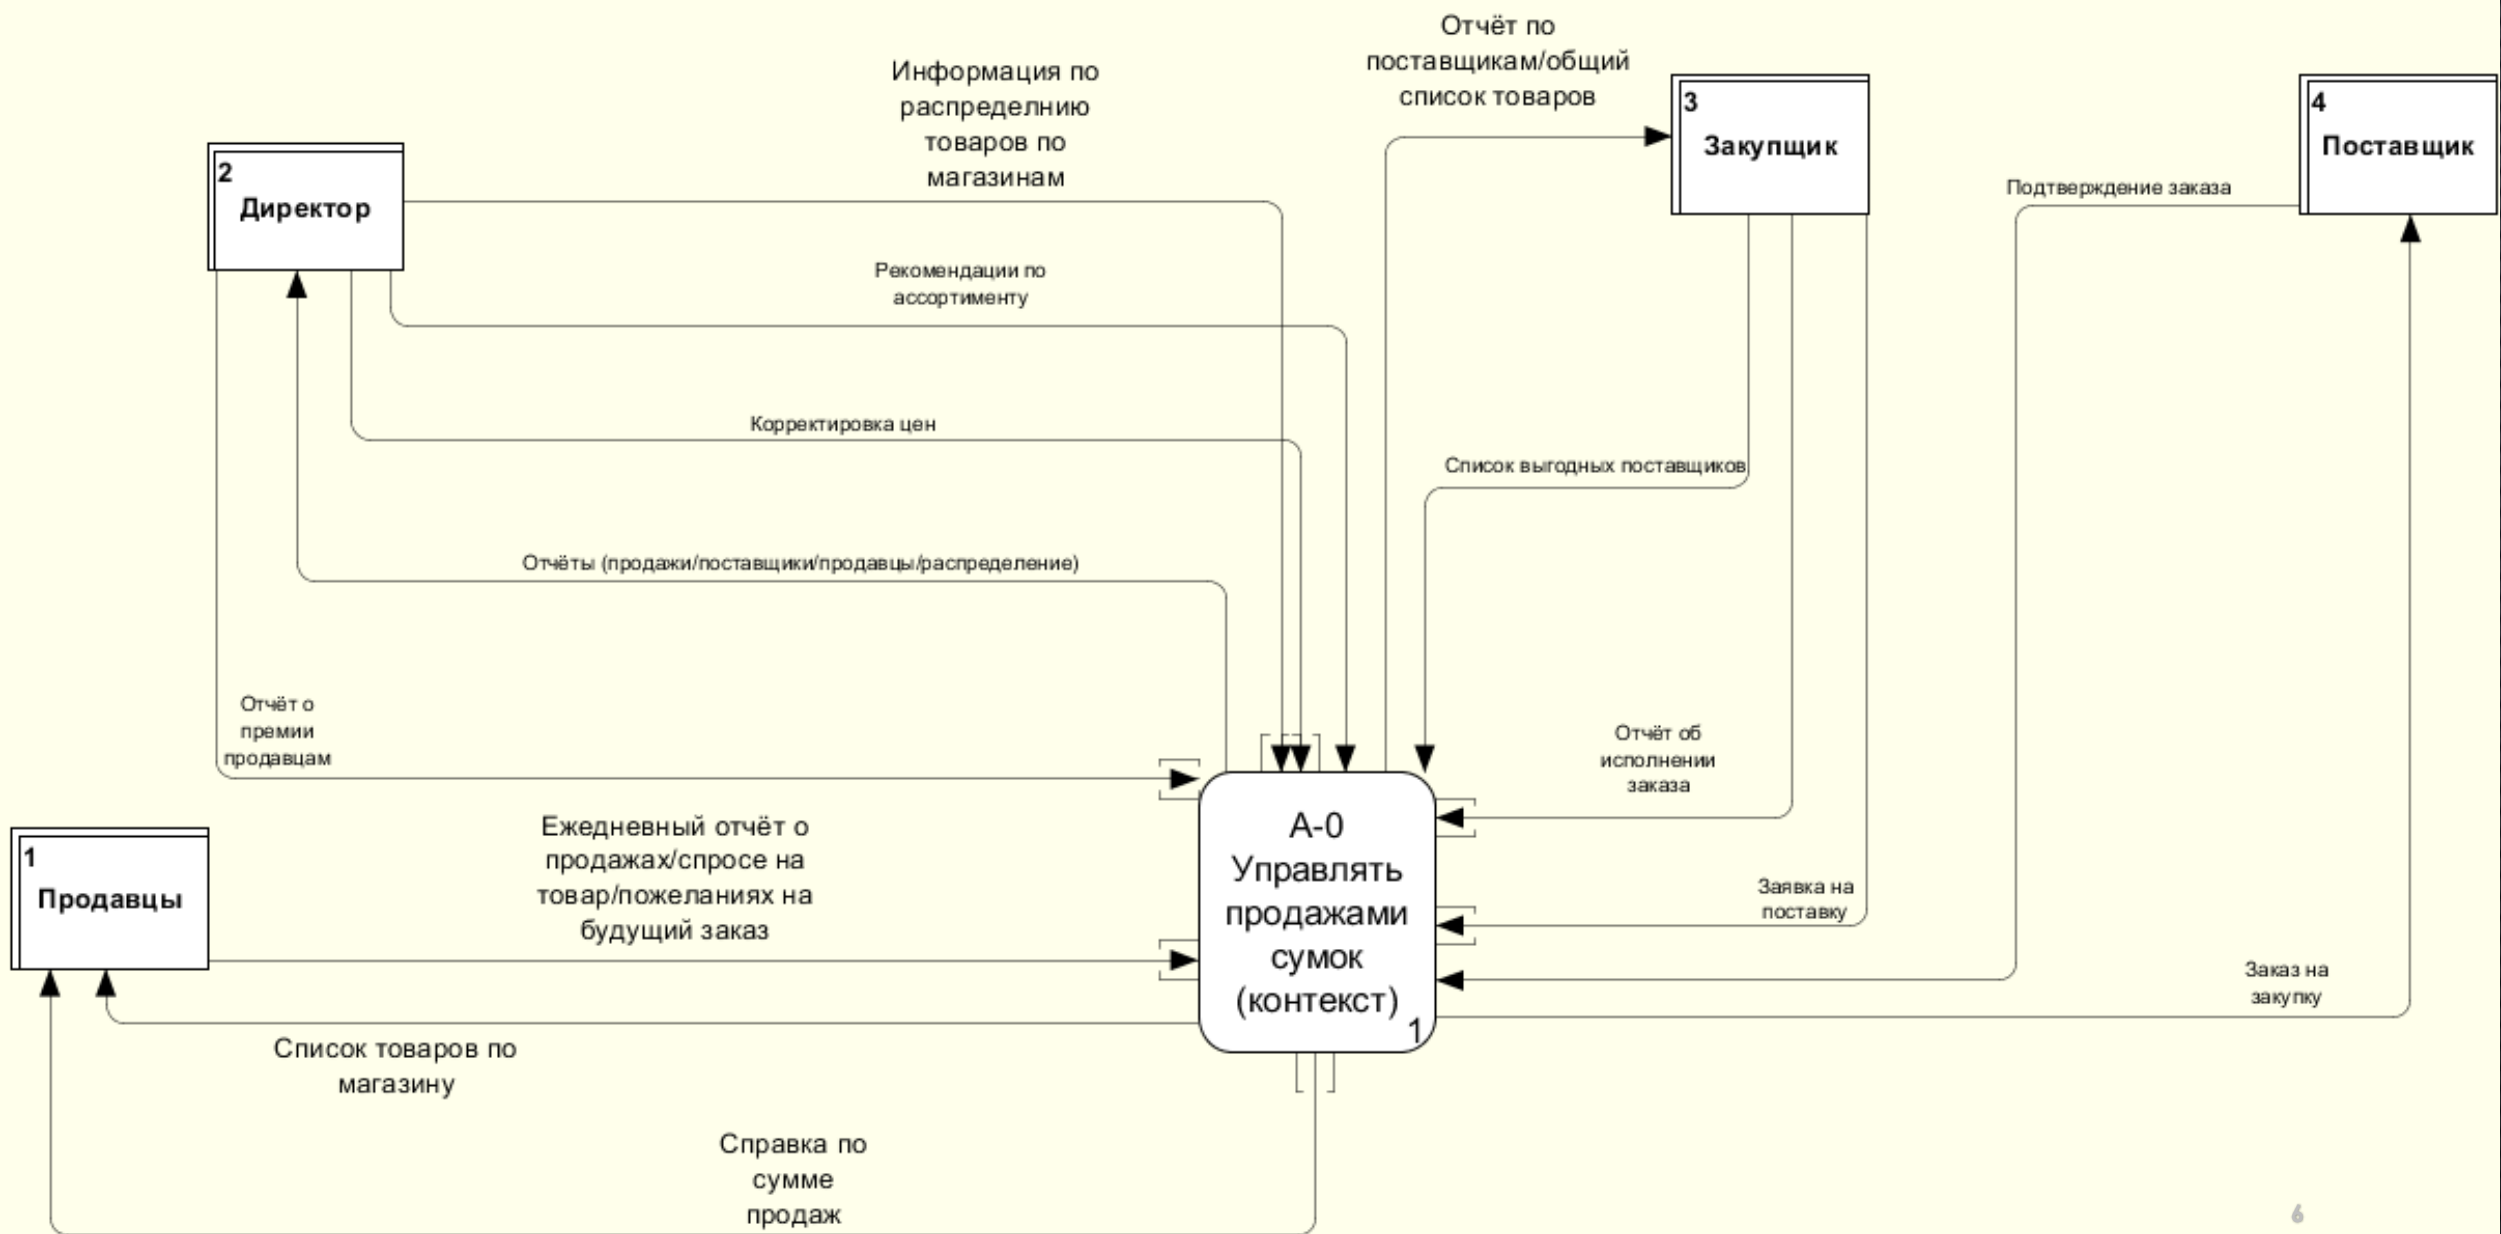 Отчёт по
поставщикам/общий
список товаров
Информация по
распределнию
товаров по
магазинам
3
Закупщик
4
Поставщик
2
Директор
Подтверждение заказа
Рекомендации по
ассортименту
Корректировка цен
Список выгодных поставщиков
Отчёты (продажи/поставщики/продавцы/распределение)
Отчёт о
премии
продавцам
Отчёт об
исполнении
заказа
Ежедневный отчёт о
продажах/спросе на
товар/пожеланиях на
будущий заказ
1
Продавцы
А-0
Управлять
продажами
сумок
(контекст)
1
Заявка на
поставку
Заказ на
закупку
Список товаров по
магазину
Справка по
сумме
продаж
6